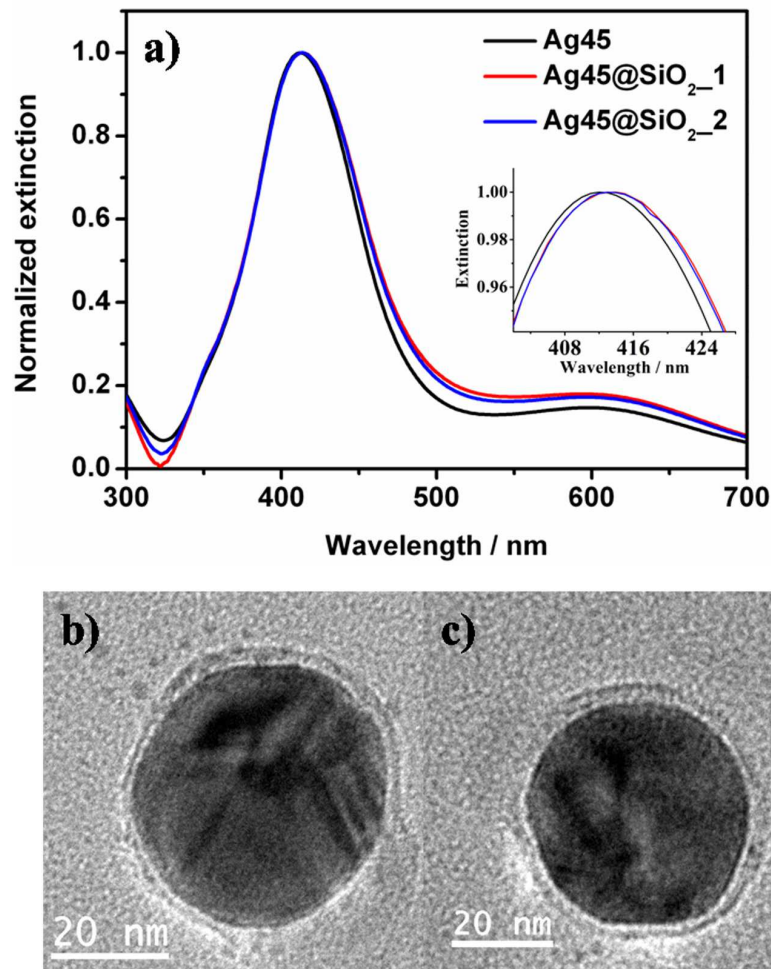 a)
Ag45
Ag45@SiO2_1
Ag45@SiO2_2
1.0
0.8
0.6
0.4
0.2
0.0
Normalized extinction
300
400
500
600
700
Wavelength / nm
1.00
0.98
0.96
Extinction
408
416
424
Wavelength / nm
b)
20 nm
c)
20 nm